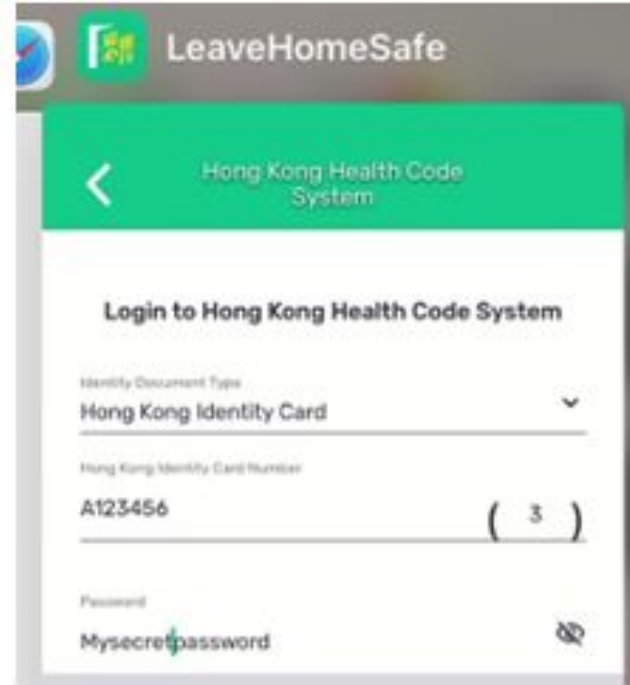 LeaveHomeSafe
Hong Kong Health Code
System
Login to Hong Kong Health Code System
Identity Document Type
Hong Kong Identity Card
Hong Kong Identity Card Number
A123456 ( 3 )
Password
Mysecretpassword